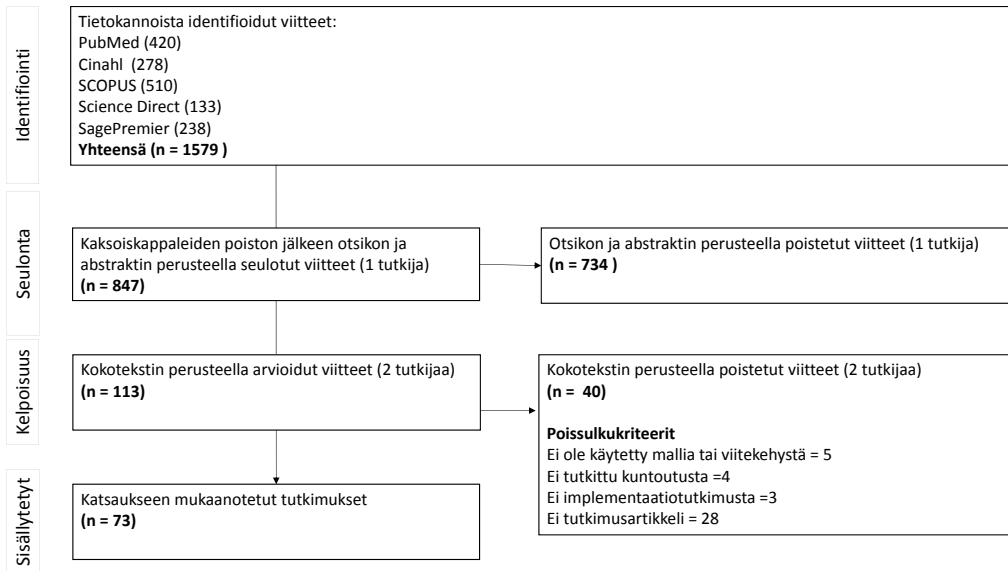 Identifiointi
Tietokannoista identifioidut viitteet:
PubMed (420)
Cinahl (278)
SCOPUS (510)
Science Direct (133)
SagePremier (238)
Yhteensä (n = 1579 )
Seulonta
Kaksoiskappaleiden poiston jälkeen otsikon ja
abstraktin perusteella seulotut viitteet (1 tutkija)
(n = 847)
Otsikon ja abstraktin perusteella poistetut viitteet (1 tutkija)
(n = 734 )
Kelpoisuus
Kokotekstin perusteella arvioidut viitteet (2 tutkijaa)
(n = 113)
Kokotekstin perusteella poistetut viitteet (2 tutkijaa)
(n = 40)
Poissulkukriteerit
Ei ole käytetty mallia tai viitekehystä = 5
Ei tutkittu kuntoutusta =4
Ei implementaatiotutkimusta =3
Ei tutkimusartikkeli = 28
Sisällytetyt
Katsaukseen mukaanotetut tutkimukset
(n = 73)